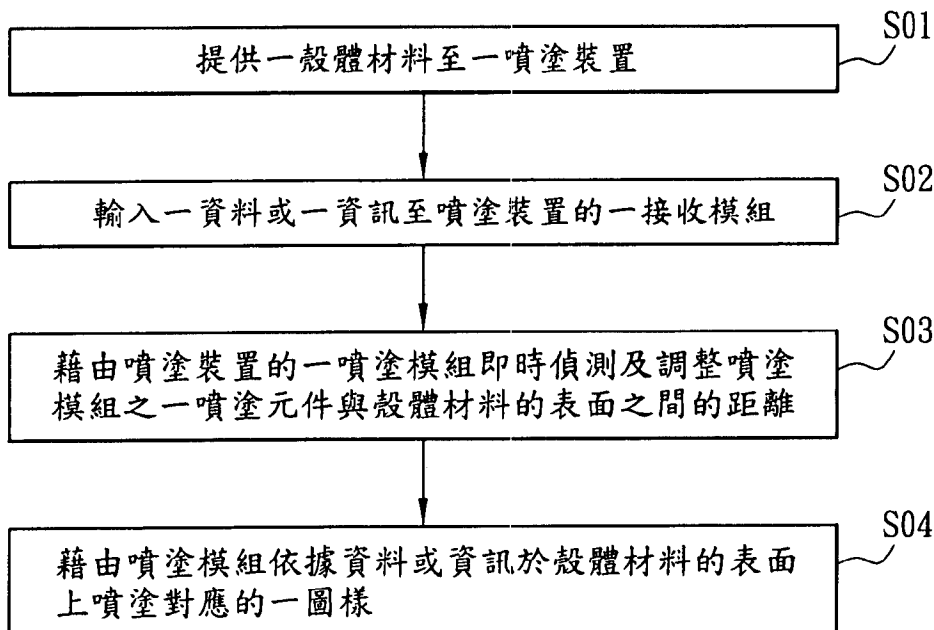 S01
提供一殼體材料至一噴塗裝置
S02
輸入一資料或一資訊至噴塗裝置的一接收模組
S03
藉由噴塗裝置的一噴塗模組即時偵測及調整噴塗
模組之一噴塗元件與殼體材料的表面之間的距離
S04
藉由噴塗模組依據資料或資訊於殼體材料的表面
上噴塗對應的一圖樣